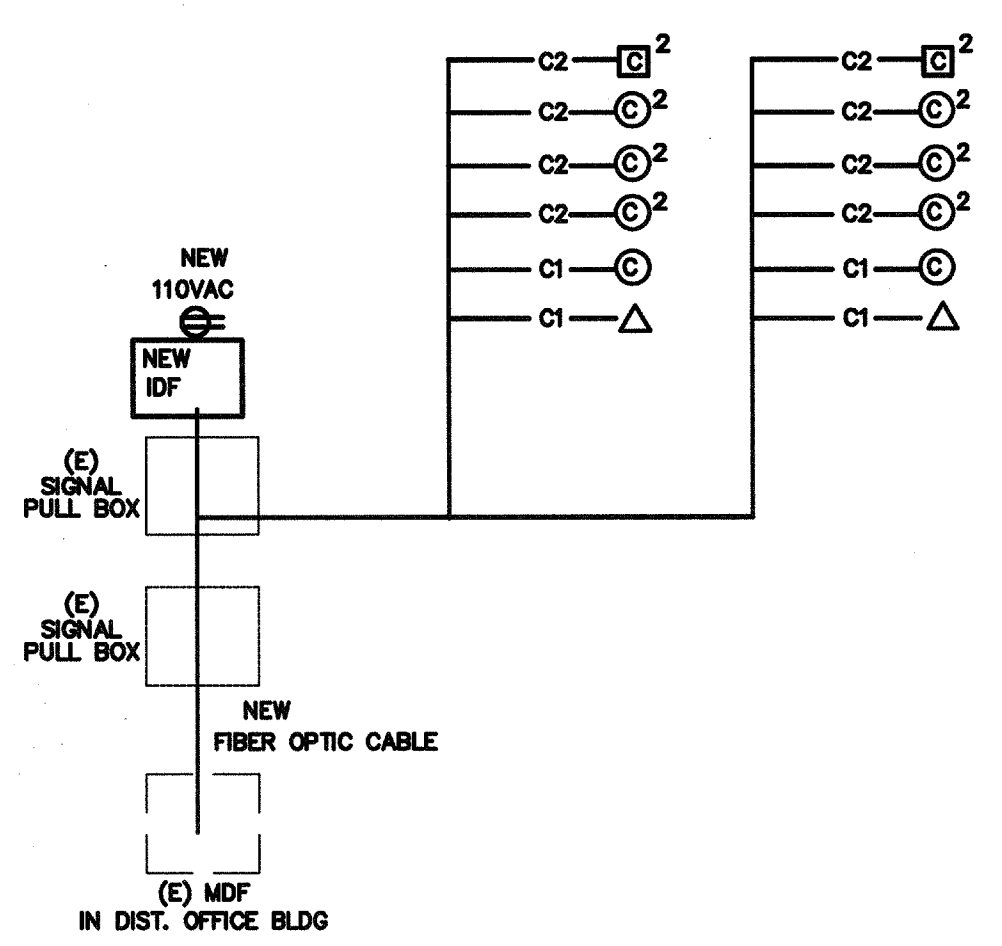 C2 C 2
C2 C 2
C2 C 2
C2 C 2
C1 C
C1
C2 C 2
C2 C 2
C2 C 2
C2 C 2
C1 C
C1
NEW
110VAC
NEW
IDF
(E)
SIGNAL
PULL BOX
(E)
SIGNAL
PULL BOX
NEW
FIBER OPTIC CABLE
(E) MDF
IN DIST. OFFICE BLDG